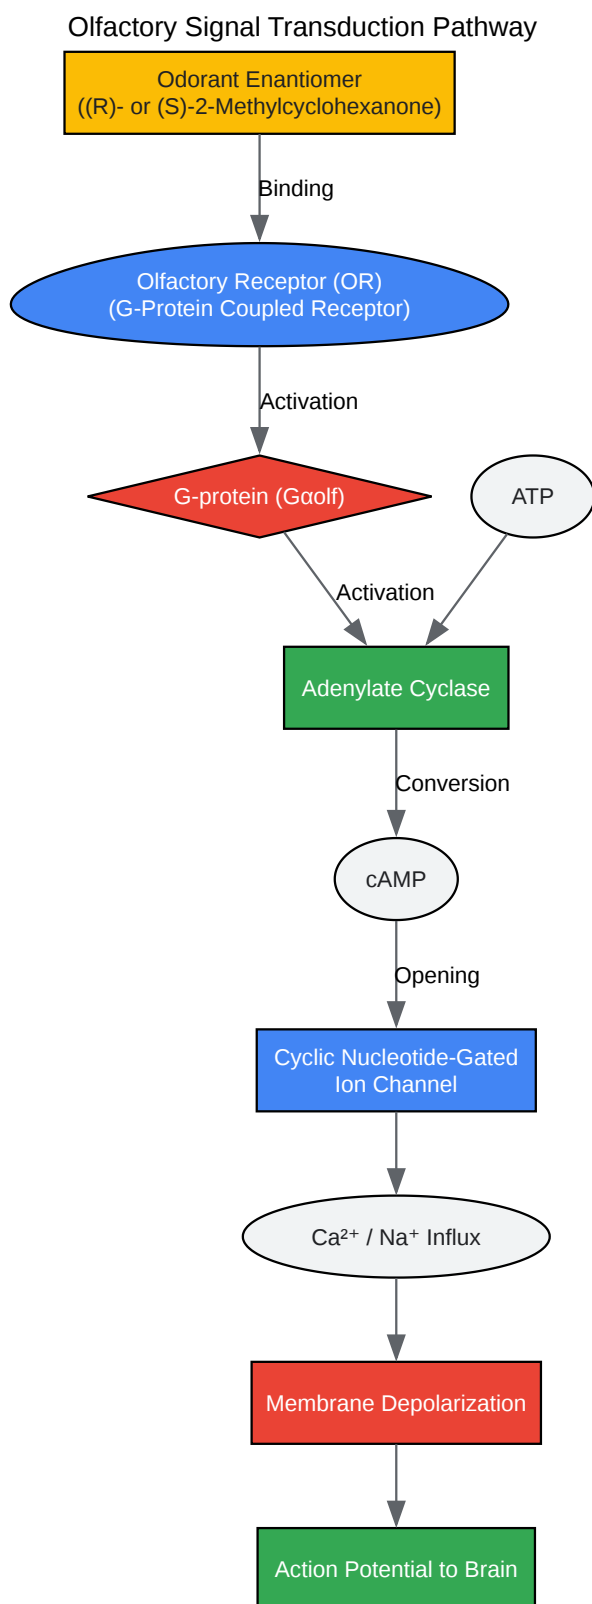 Olfactory Signal Transduction Pathway
Odorant Enantiomer
((R)- or (S)-2-Methylcyclohexanone)
Binding
Olfactory Receptor (OR)
(G-Protein Coupled Receptor)
Activation
G-protein (Gαolf)
ATP
Activation
Adenylate Cyclase
Conversion
cAMP
Opening
Cyclic Nucleotide-Gated
Ion Channel
Ca²⁺ / Na⁺ Influx
Membrane Depolarization
Action Potential to Brain